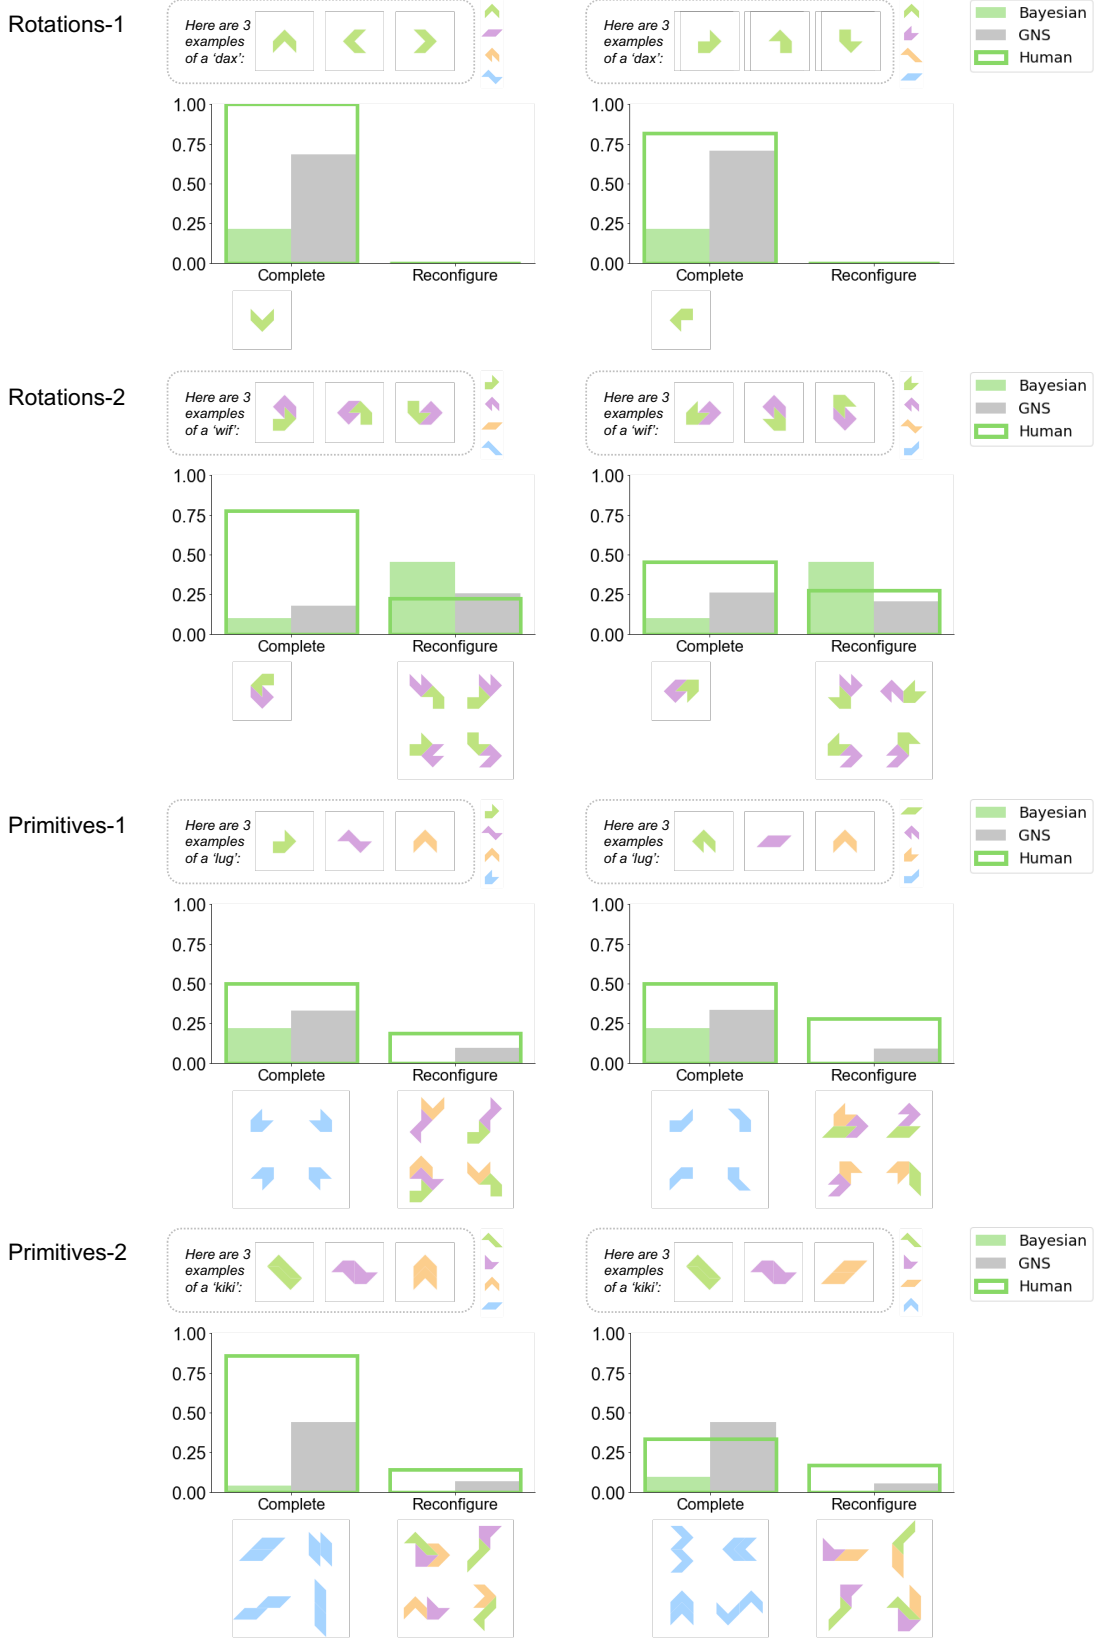 Rotations-1
Here are 3
examples
of a ‘dax’:
Here are 3
examples
of a ‘dax’:
Bayesian
GNS
Human
1.00
0.75
0.50
0.25
0.00
Complete
Reconfigure
1.00
0.75
0.50
0.25
0.00
Complete
Reconfigure
Rotations-2
Here are 3
examples
of a ‘wif’:
Here are 3
examples
of a ‘wif’:
Bayesian
GNS
Human
1.00
0.75
0.50
0.25
0.00
Complete
Reconfigure
1.00
0.75
0.50
0.25
0.00
Complete
Reconfigure
Primitives-1
Here are 3
examples
of a ‘lug’:
Here are 3
examples
of a ‘lug’:
Bayesian
GNS
Human
1.00
0.75
0.50
0.25
0.00
Complete
Reconfigure
1.00
0.75
0.50
0.25
0.00
Complete
Reconfigure
Primitives-2
Here are 3
examples
of a ‘kiki’:
Here are 3
examples
of a ‘kiki’:
Bayesian
GNS
Human
1.00
0.75
0.50
0.25
0.00
Complete
Reconfigure
1.00
0.75
0.50
0.25
0.00
Complete
Reconfigure